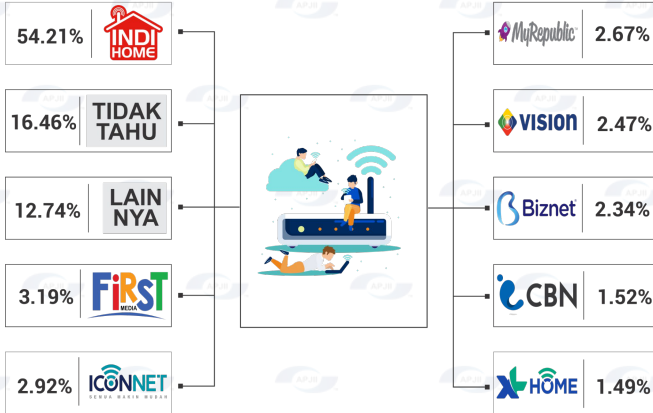 54.21%
INDI
HOME
16.46%
TIDAK
TAHU
12.74%
LAIN
NYA
3.19%
FiRST
MEDIA
2.92%
ICONNET
SEMUA MAKIN MUDAH
MyRepublic
2.67%
VISION
2.47%
Biznet
2.34%
CBN
1.52%
XL HOME
1.49%
APJII